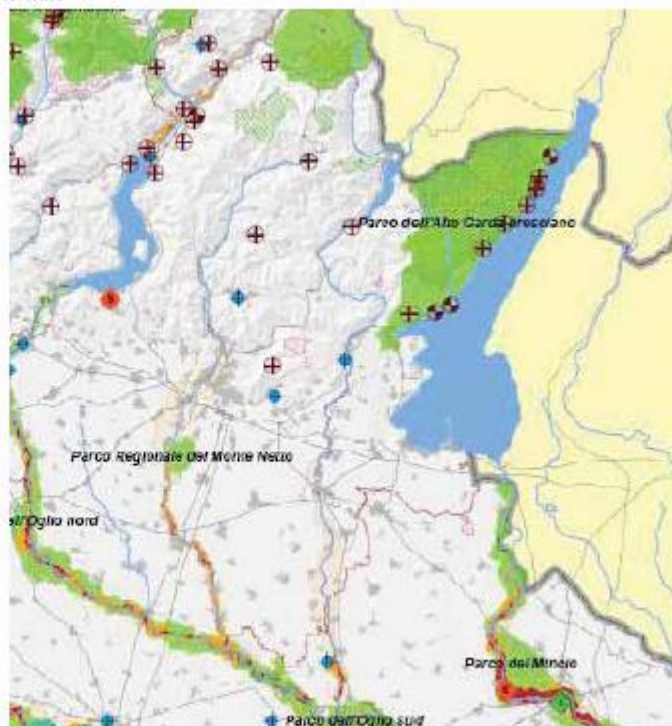 Parco dell'Alto Garda bresciano
Parco Regionale del Monte Netto
ell'Oglio nord
Parco del Mincio
Parco dell'Oglio sud